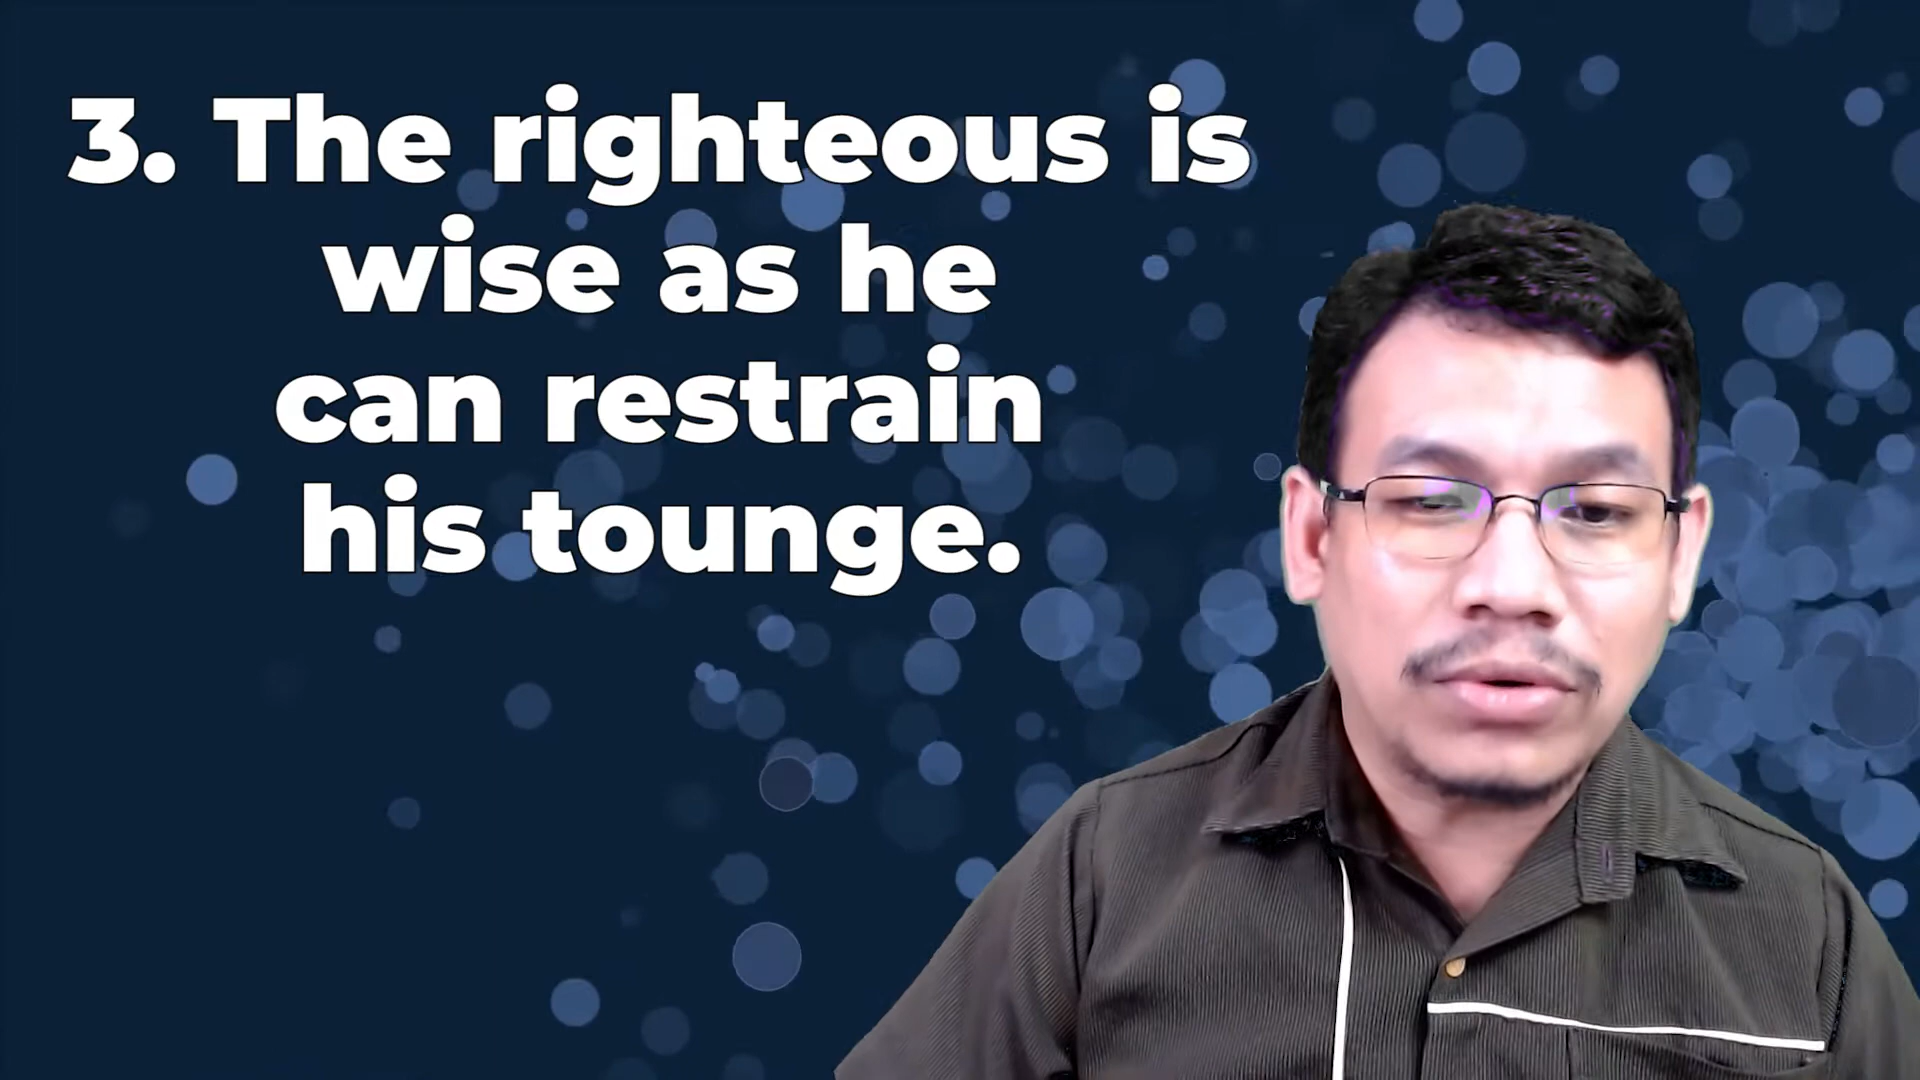 3. The righteous is
wise as he
can restrain
his tounge.